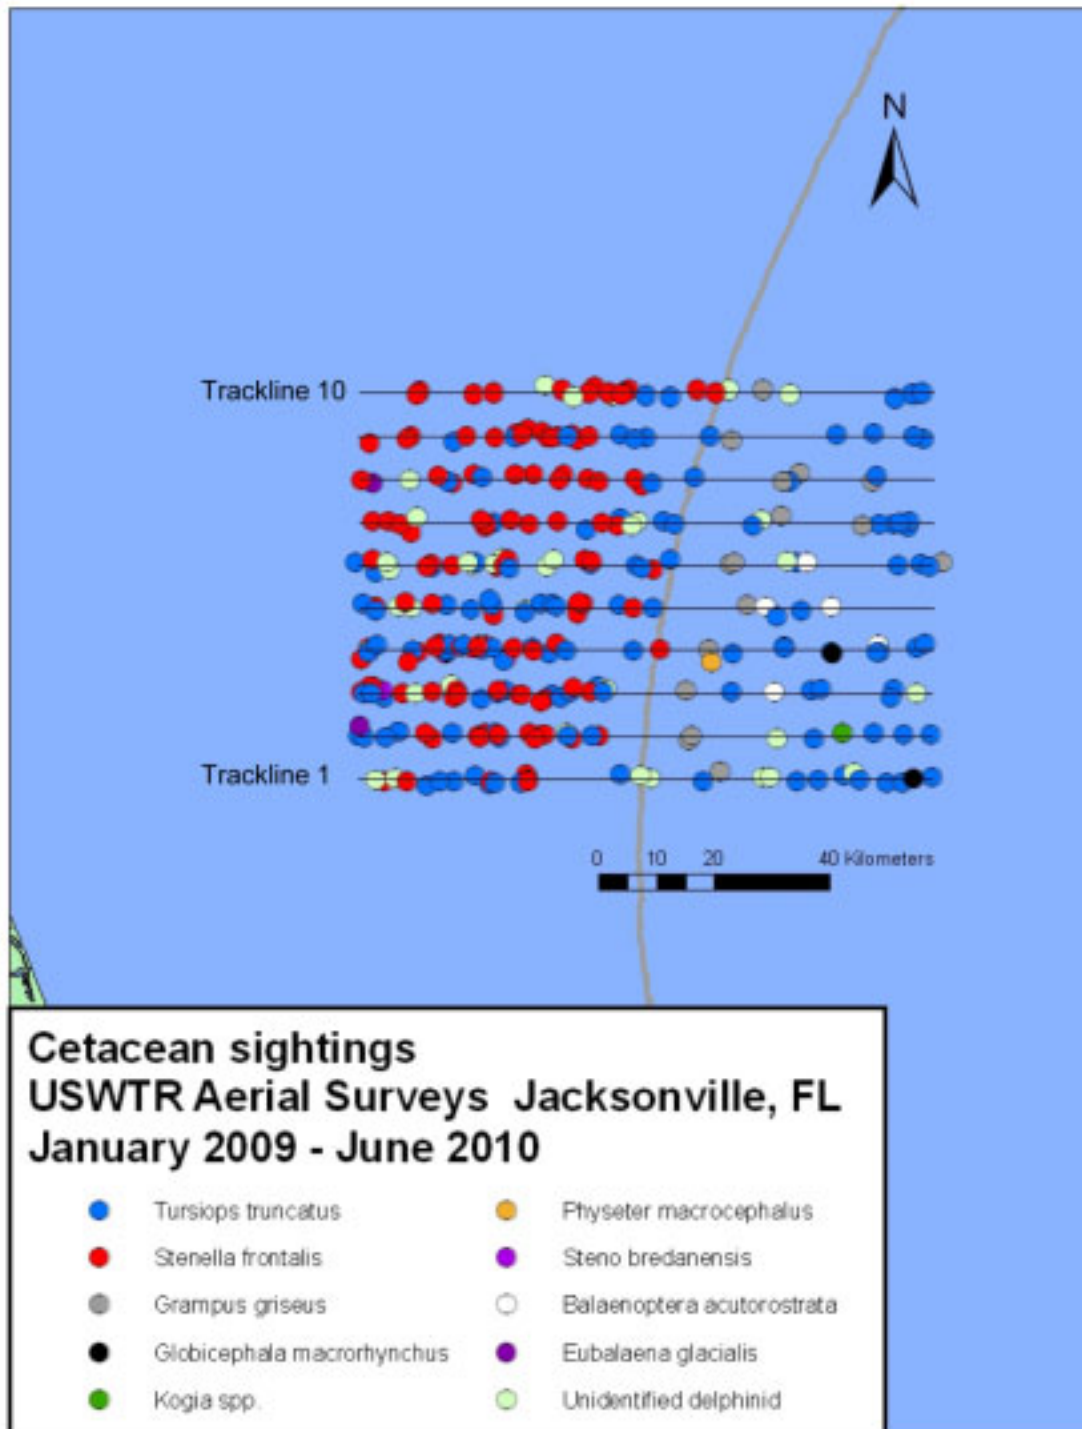 N
Trackline 10
Trackline 1
0 10 20 40 Kilometers
Cetacean sightings
USWTR Aerial Surveys Jacksonville, FL
January 2009 - June 2010
Tursiops truncatus
Stenella frontalis
Grampus griseus
Globicephala macrorhynchus
Kogia spp.
Physeter macrocephalus
Steno bredanensis
Balaenoptera acutorostrata
Eubalaena glacialis
Unidentified delphinid